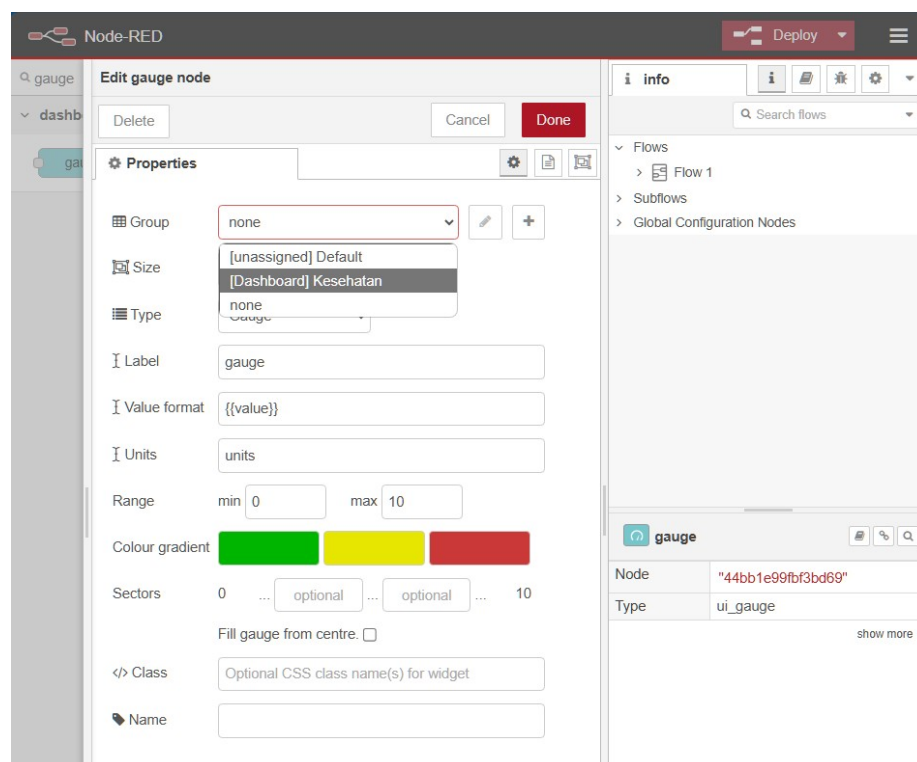 Node-RED
Deploy
gauge
dashb
gau
Edit gauge node
Delete
Cancel
Done
Properties
Group
none
[unassigned] Default
[Dashboard] Kesehatan
none
Size
Type
Gauge
Label
gauge
Value format
{{value}}
Units
units
Range
min 0
max 10
Colour gradient
Sectors
0 ... optional ... optional ... 10
Fill gauge from centre.
</> Class
Optional CSS class name(s) for widget
Name
i info
i
Search flows
Flows
Flow 1
Subflows
Global Configuration Nodes
gauge
Node "44bb1e99fbf3bd69"
Type ui_gauge
show more